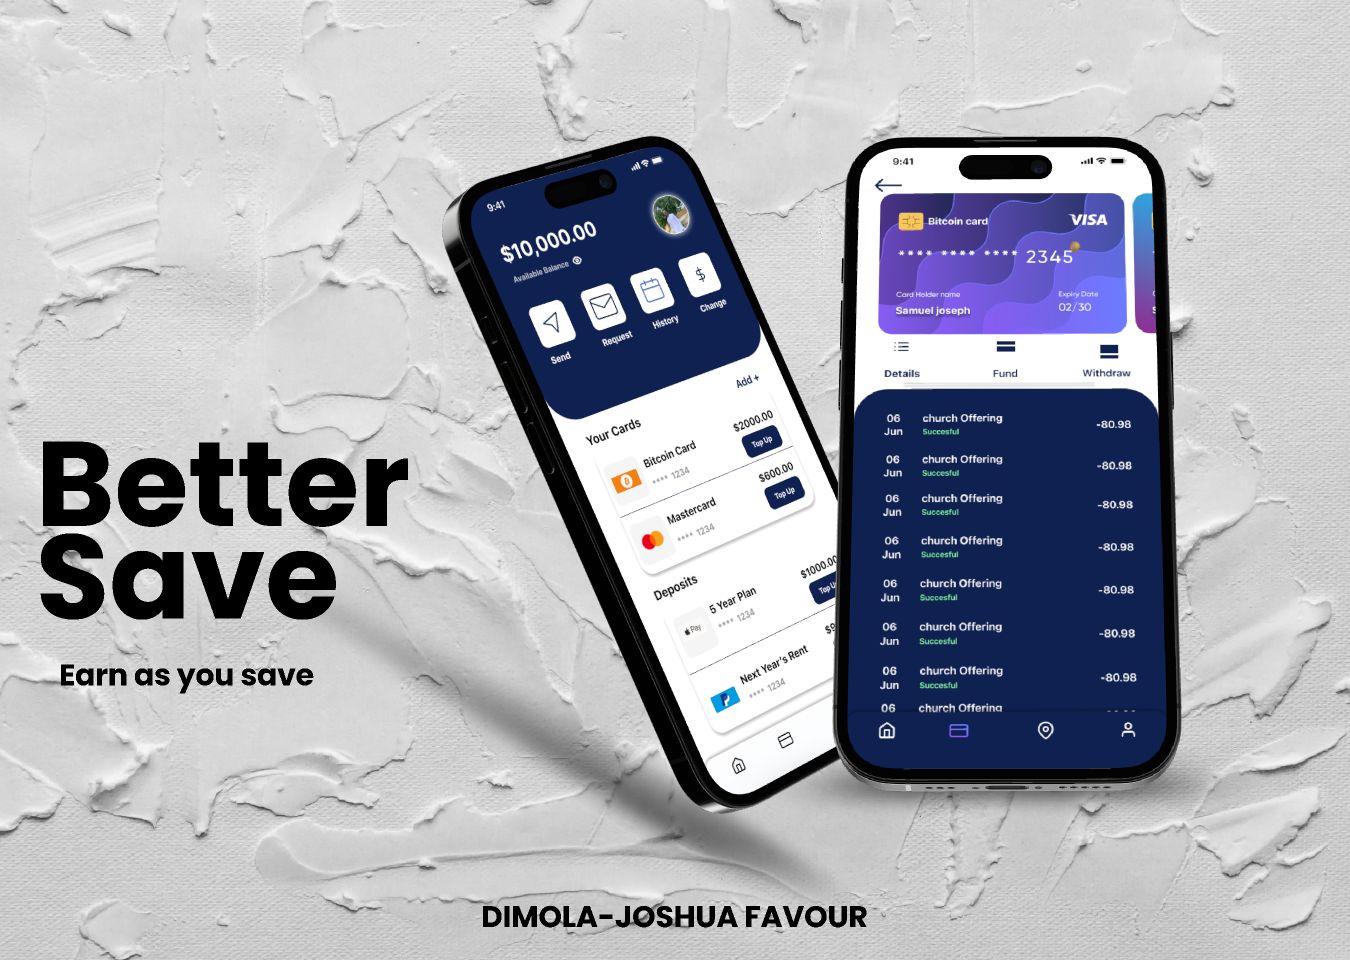 Better
Save
Earn as you save
9:41
$10,000.00
Available Balance
Send
Request
History
Change
Add +
Your Cards
Bitcoin Card
**** 1234
$2000.00
Top Up
Mastercard
**** 1234
$600.00
Top Up
Deposits
Pay
5 Year Plan
**** 1234
$1000.00
Top U
Next Year's Rent
**** 1234
9:41
Bitcoin card
VISA
**** **** **** 2345
Card Holder name
Samuel joseph
Expiry Date
02/30
Details
Fund
Withdraw
06 Jun church Offering -80.98
Succesful
06 Jun church Offering -80.98
Succesful
06 Jun church Offering -80.98
Succesful
06 Jun church Offering -80.98
Succesful
06 Jun church Offering -80.98
Succesful
06 Jun church Offering -80.98
Succesful
06 Jun church Offering -80.98
Succesful
06 church Offering
DIMOLA-JOSHUA FAVOUR